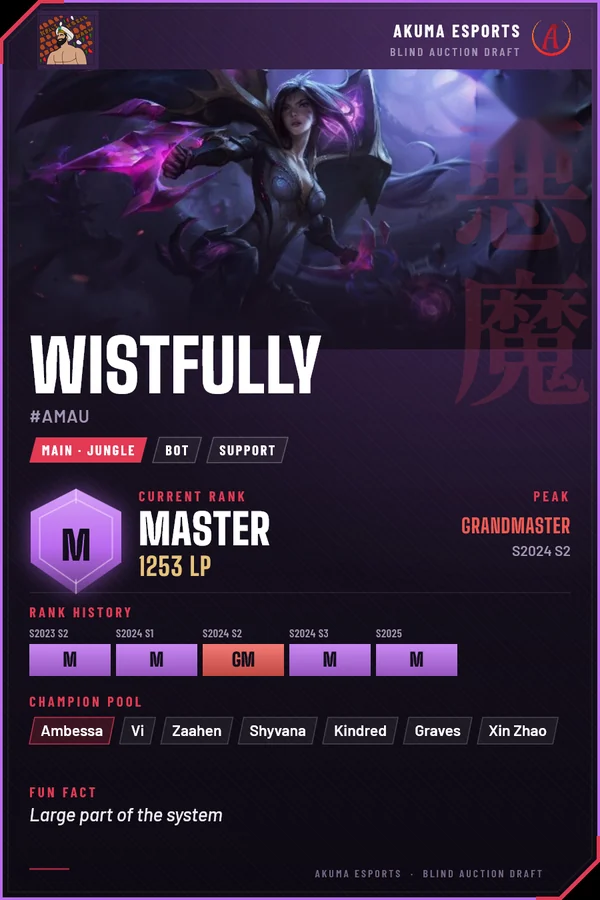 AKUMA ESPORTS
BLIND AUCTION DRAFT
A
悪
魔
WISTFULLY
#AMAU
MAIN · JUNGLE BOT SUPPORT
CURRENT RANK
M
MASTER
1253 LP
PEAK
GRANDMASTER
S2024 S2
RANK HISTORY
S2023 S2 S2024 S1 S2024 S2 S2024 S3 S2025
M M GM M M
CHAMPION POOL
Ambessa Vi Zaahen Shyvana Kindred Graves Xin Zhao
FUN FACT
Large part of the system
AKUMA ESPORTS · BLIND AUCTION DRAFT